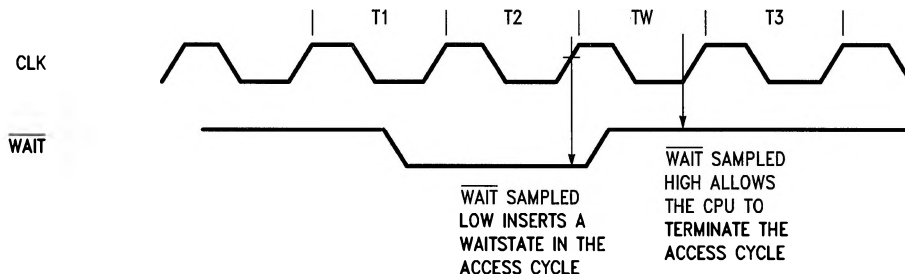 T1 T2 TW T3
CLK
WAIT
WAIT SAMPLED
LOW INSERTS A
WAITSTATE IN THE
ACCESS CYCLE
WAIT SAMPLED
HIGH ALLOWS
THE CPU TO
TERMINATE THE
ACCESS CYCLE